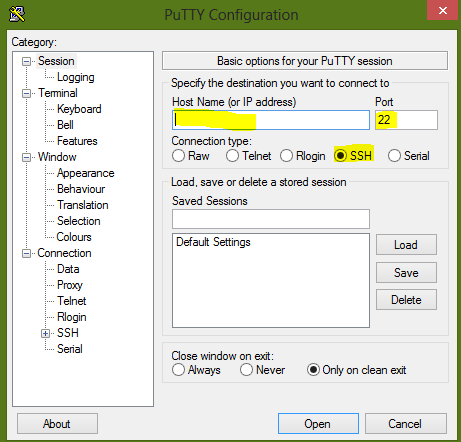 PuTTY Configuration
Category:
Session
Logging
Terminal
Keyboard
Bell
Features
Window
Appearance
Behaviour
Translation
Selection
Colours
Connection
Data
Proxy
Telnet
Rlogin
SSH
Serial
Basic options for your PuTTY session
Specify the destination you want to connect to
Host Name (or IP address) Port
22
Connection type:
Raw Telnet Rlogin SSH Serial
Load, save or delete a stored session
Saved Sessions
Default Settings
Load
Save
Delete
Close window on exit:
Always Never Only on clean exit
About Open Cancel